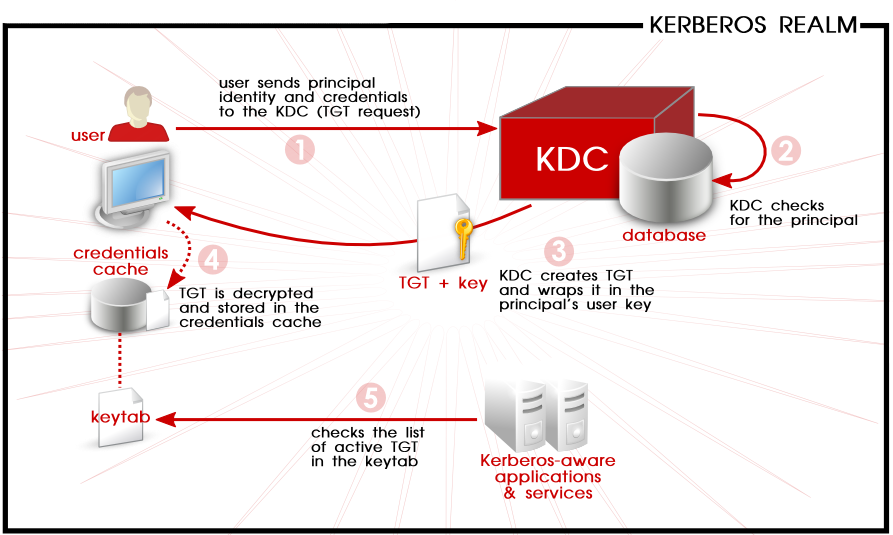 KERBEROS REALM
user sends principal
identity and credentials
to the KDC (TGT request)
user
1
KDC
2
KDC checks
for the principal
database
TGT + key
3
KDC creates TGT
and wraps it in the
principal's user key
credentials
cache
4
TGT is decrypted
and stored in the
credentials cache
keytab
5
checks the list
of active TGT
in the keytab
Kerberos-aware
applications
& services